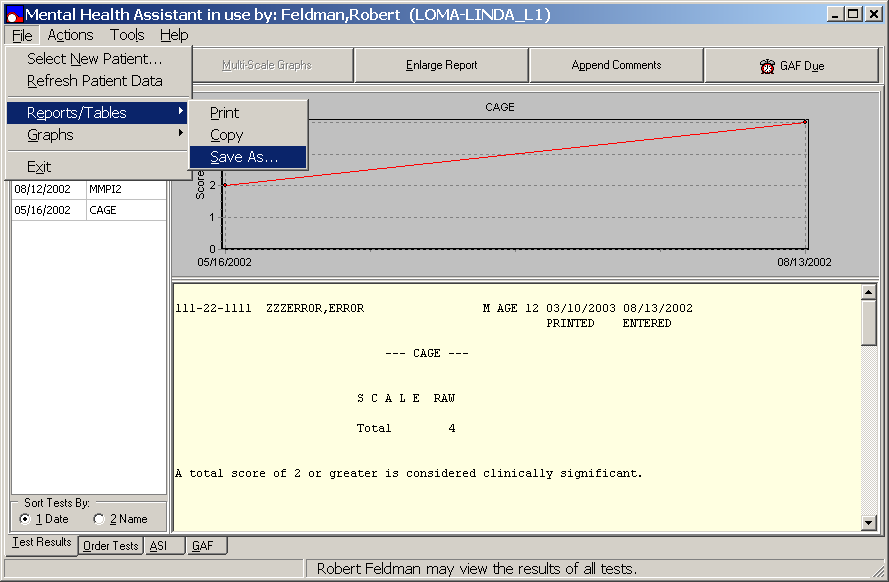 Mental Health Assistant in use by: Feldman,Robert (LOMA-LINDA_L1)
File Actions Tools Help
Select New Patient...
Refresh Patient Data
Reports/Tables
Graphs
Exit
Print
Copy
Save As...
Multi-Scale Graphs
Enlarge Report
Append Comments
GAF Due
CAGE
Score
2
1
0
05/16/2002
08/13/2002
08/12/2002 MMPI2
05/16/2002 CAGE
111-22-1111 ZZZERROR,ERROR M AGE 12 03/10/2003 08/13/2002
PRINTED ENTERED
--- CAGE ---
S C A L E RAW
Total 4
A total score of 2 or greater is considered clinically significant.
Sort Tests By:
1 Date 2 Name
Test Results Order Tests ASI GAF
Robert Feldman may view the results of all tests.